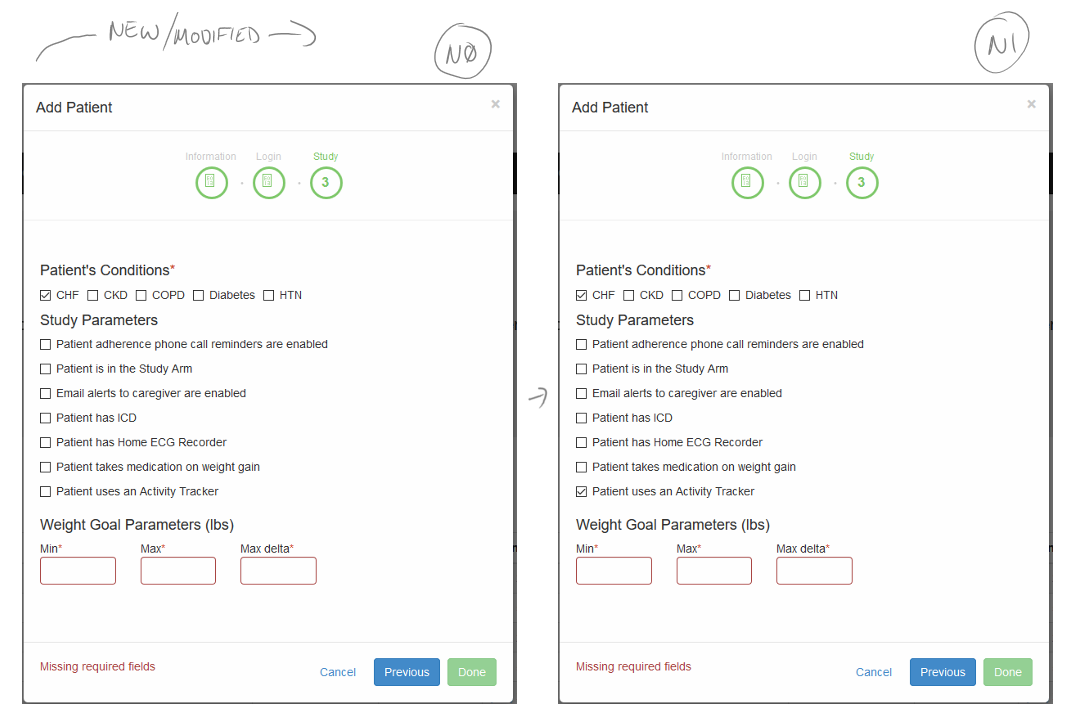 NEW/MODIFIED
NØ
N1
Add Patient ×
Information Login Study
3
Patient's Conditions*
CHF CKD COPD Diabetes HTN
Study Parameters
Patient adherence phone call reminders are enabled
Patient is in the Study Arm
Email alerts to caregiver are enabled
Patient has ICD
Patient has Home ECG Recorder
Patient takes medication on weight gain
Patient uses an Activity Tracker
Weight Goal Parameters (lbs)
Min* Max* Max delta*
Missing required fields Cancel Previous Done
Add Patient ×
Information Login Study
3
Patient's Conditions*
CHF CKD COPD Diabetes HTN
Study Parameters
Patient adherence phone call reminders are enabled
Patient is in the Study Arm
Email alerts to caregiver are enabled
Patient has ICD
Patient has Home ECG Recorder
Patient takes medication on weight gain
Patient uses an Activity Tracker
Weight Goal Parameters (lbs)
Min* Max* Max delta*
Missing required fields Cancel Previous Done